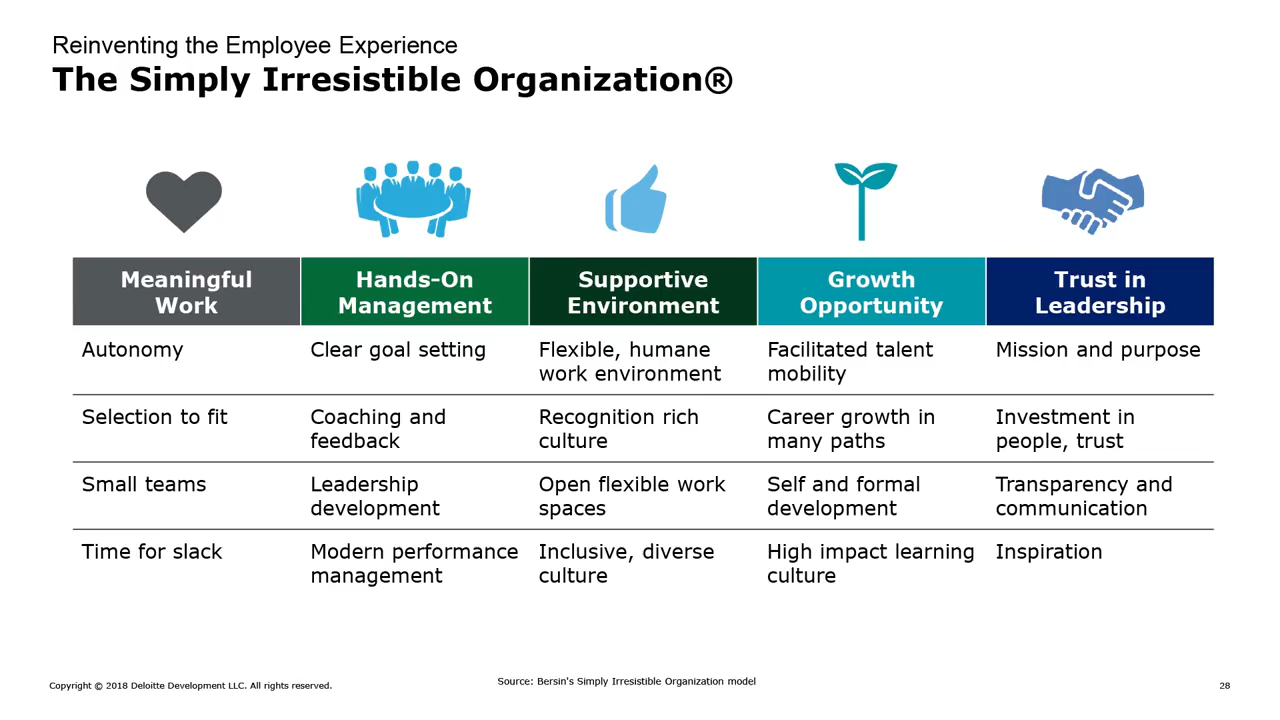 Reinventing the Employee Experience
The Simply Irresistible Organization®
Meaningful
Work
Hands-On
Management
Supportive
Environment
Growth
Opportunity
Trust in
Leadership
Autonomy
Clear goal setting
Flexible, humane
work environment
Facilitated talent
mobility
Mission and purpose
Selection to fit
Coaching and
feedback
Recognition rich
culture
Career growth in
many paths
Investment in
people, trust
Small teams
Leadership
development
Open flexible work
spaces
Self and formal
development
Transparency and
communication
Time for slack
Modern performance
management
Inclusive, diverse
culture
High impact learning
culture
Inspiration
Copyright © 2018 Deloitte Development LLC. All rights reserved.
Source: Bersin's Simply Irresistible Organization model
28